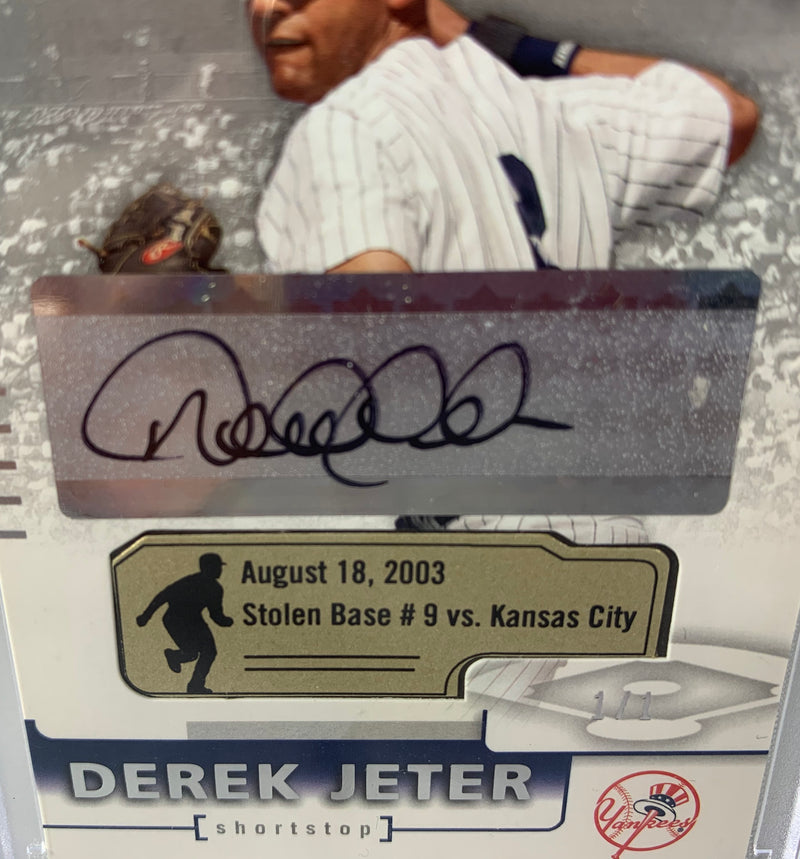 August 18, 2003
Stolen Base # 9 vs. Kansas City
1/1
DEREK JETER
[shortstop]
Yankees